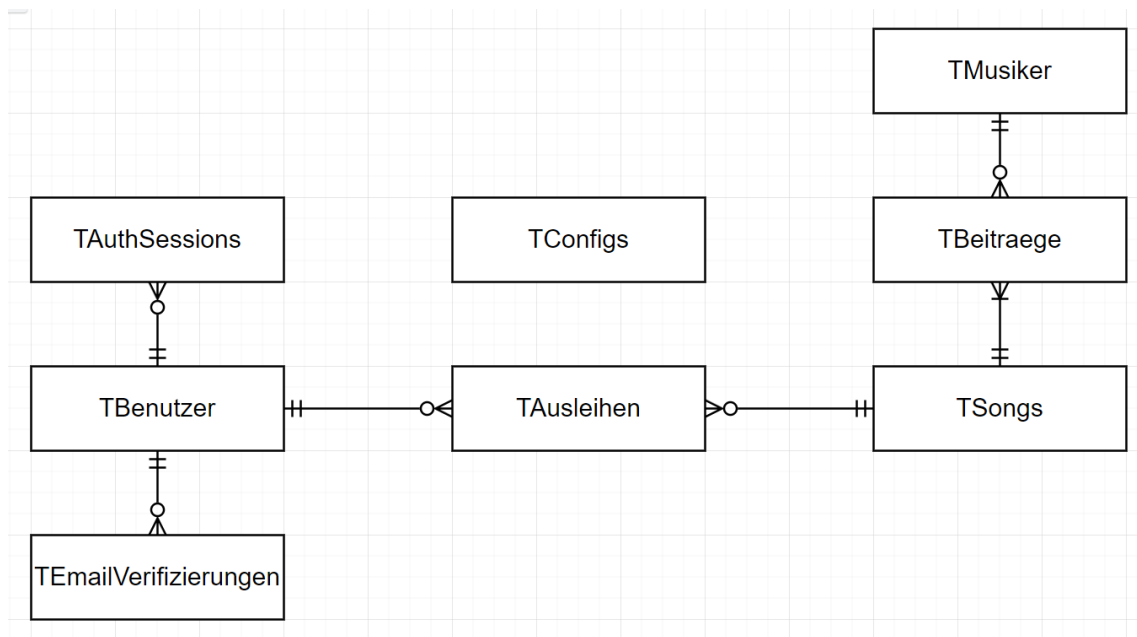 TMusiker
TAuthSessions
TConfigs
TBeitraege
TBenutzer
TAusleihen
TSongs
TEmailVerifizierungen